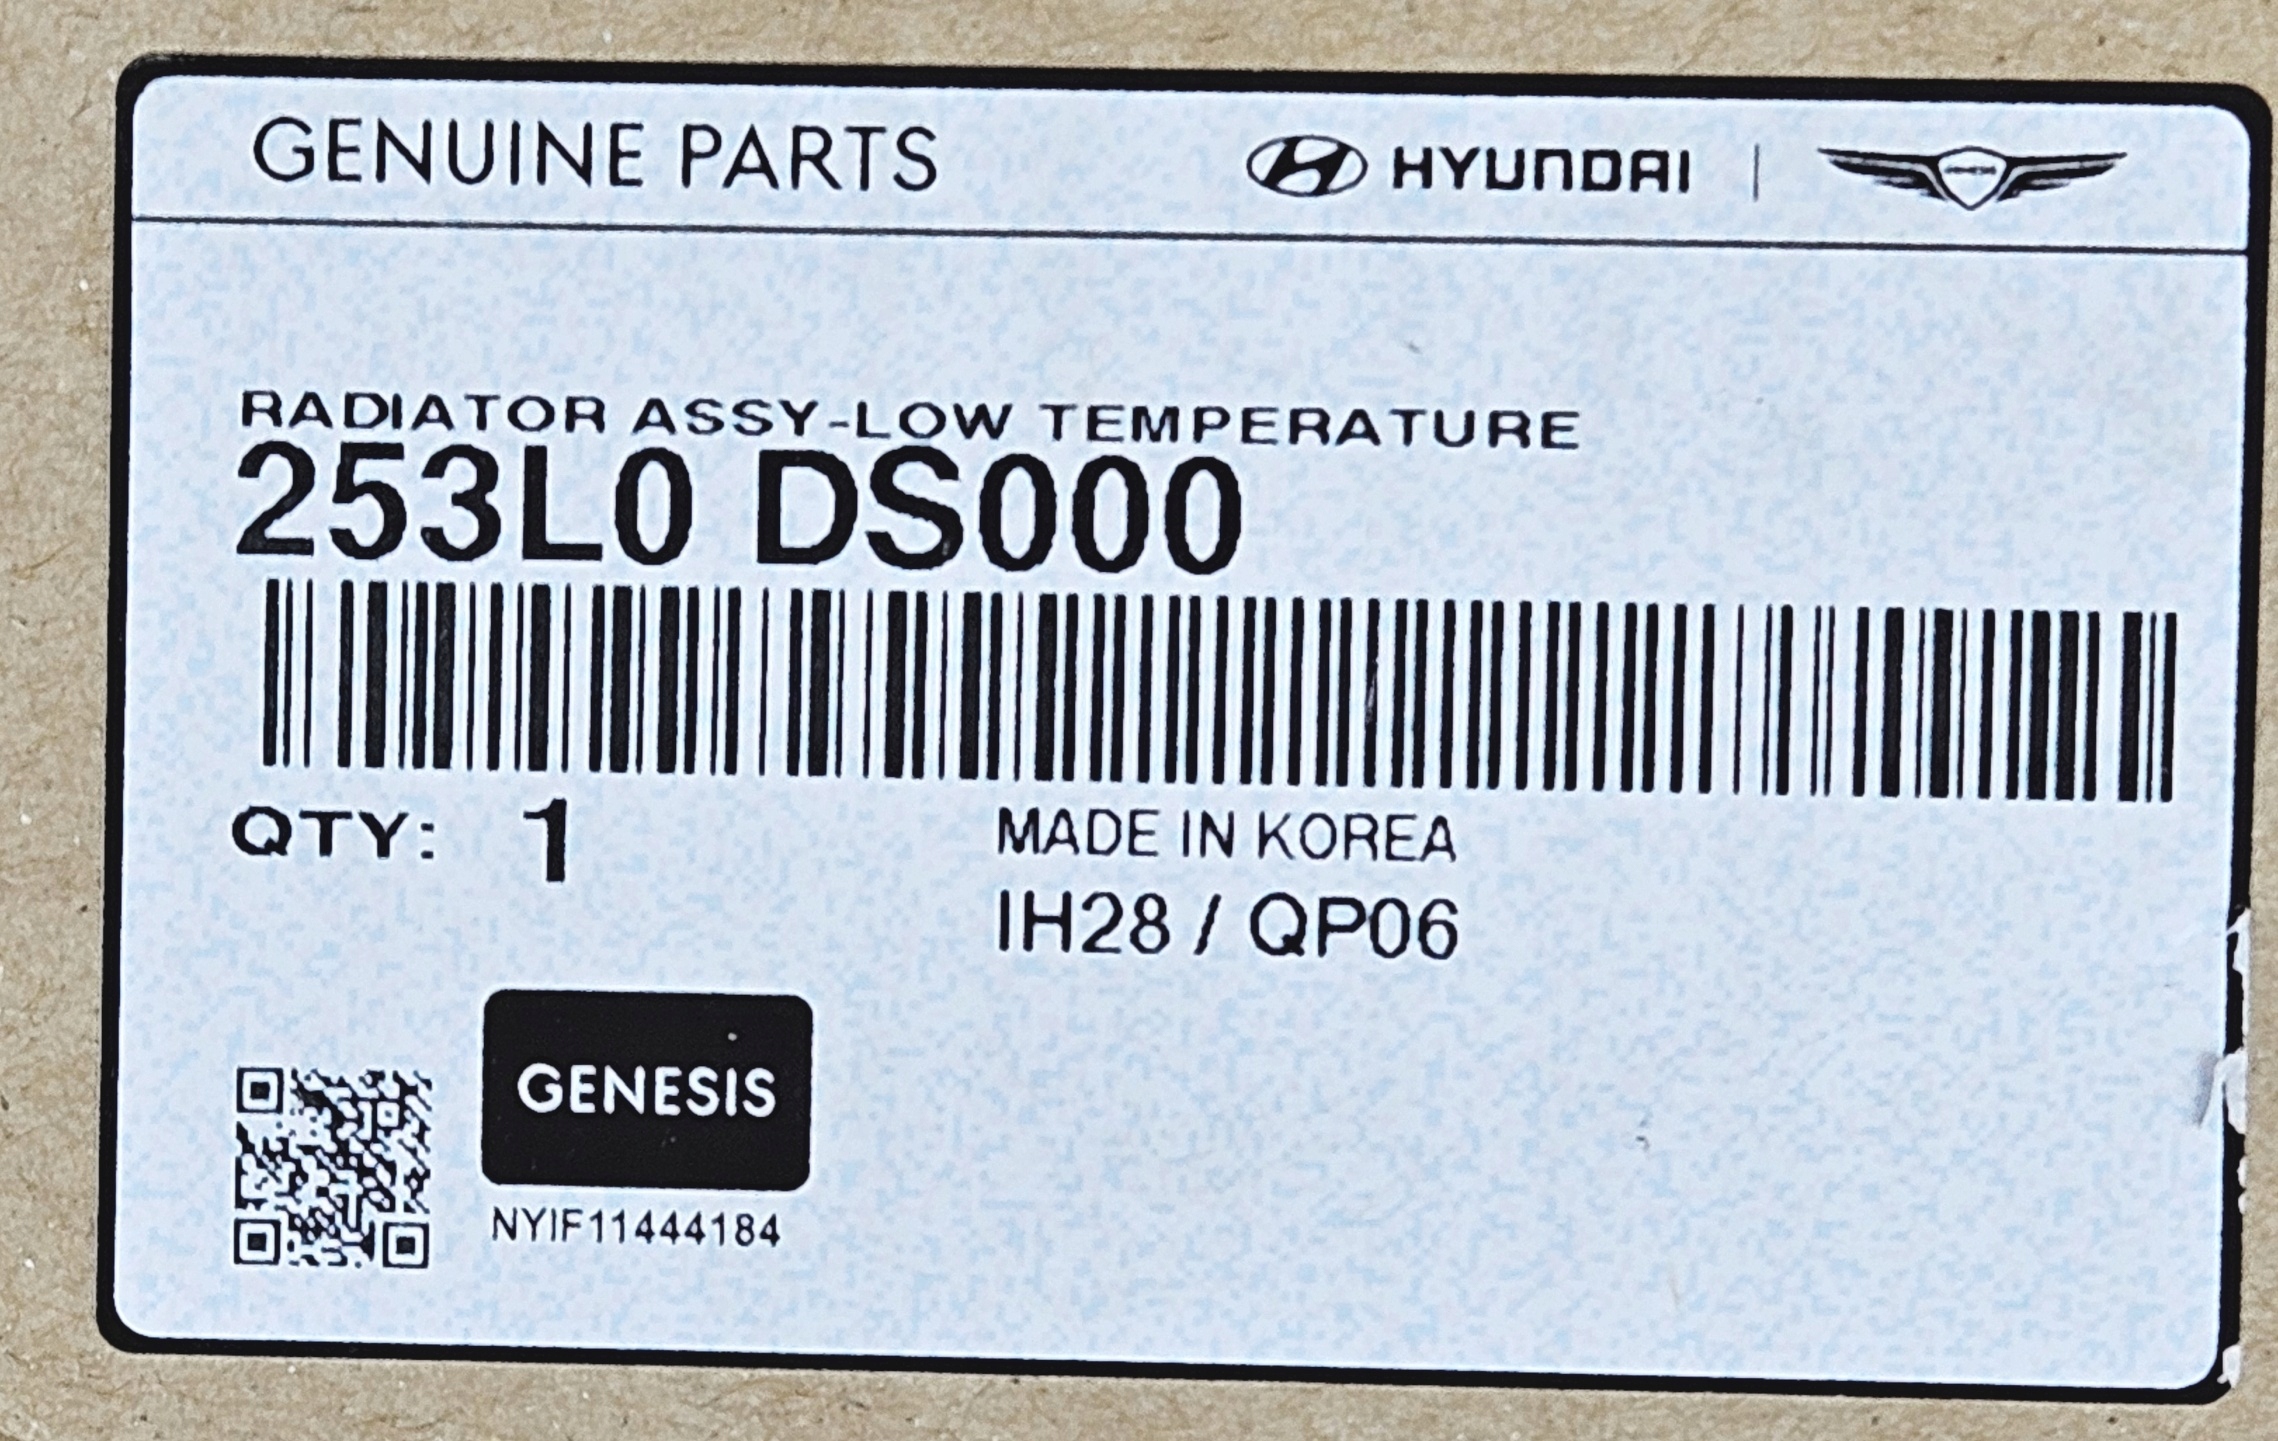 GENUINE PARTS HYUNDAI
RADIATOR ASSY-LOW TEMPERATURE
253L0 DS000
QTY: 1 MADE IN KOREA
IH28 / QP06
GENESIS
NYIF11444184